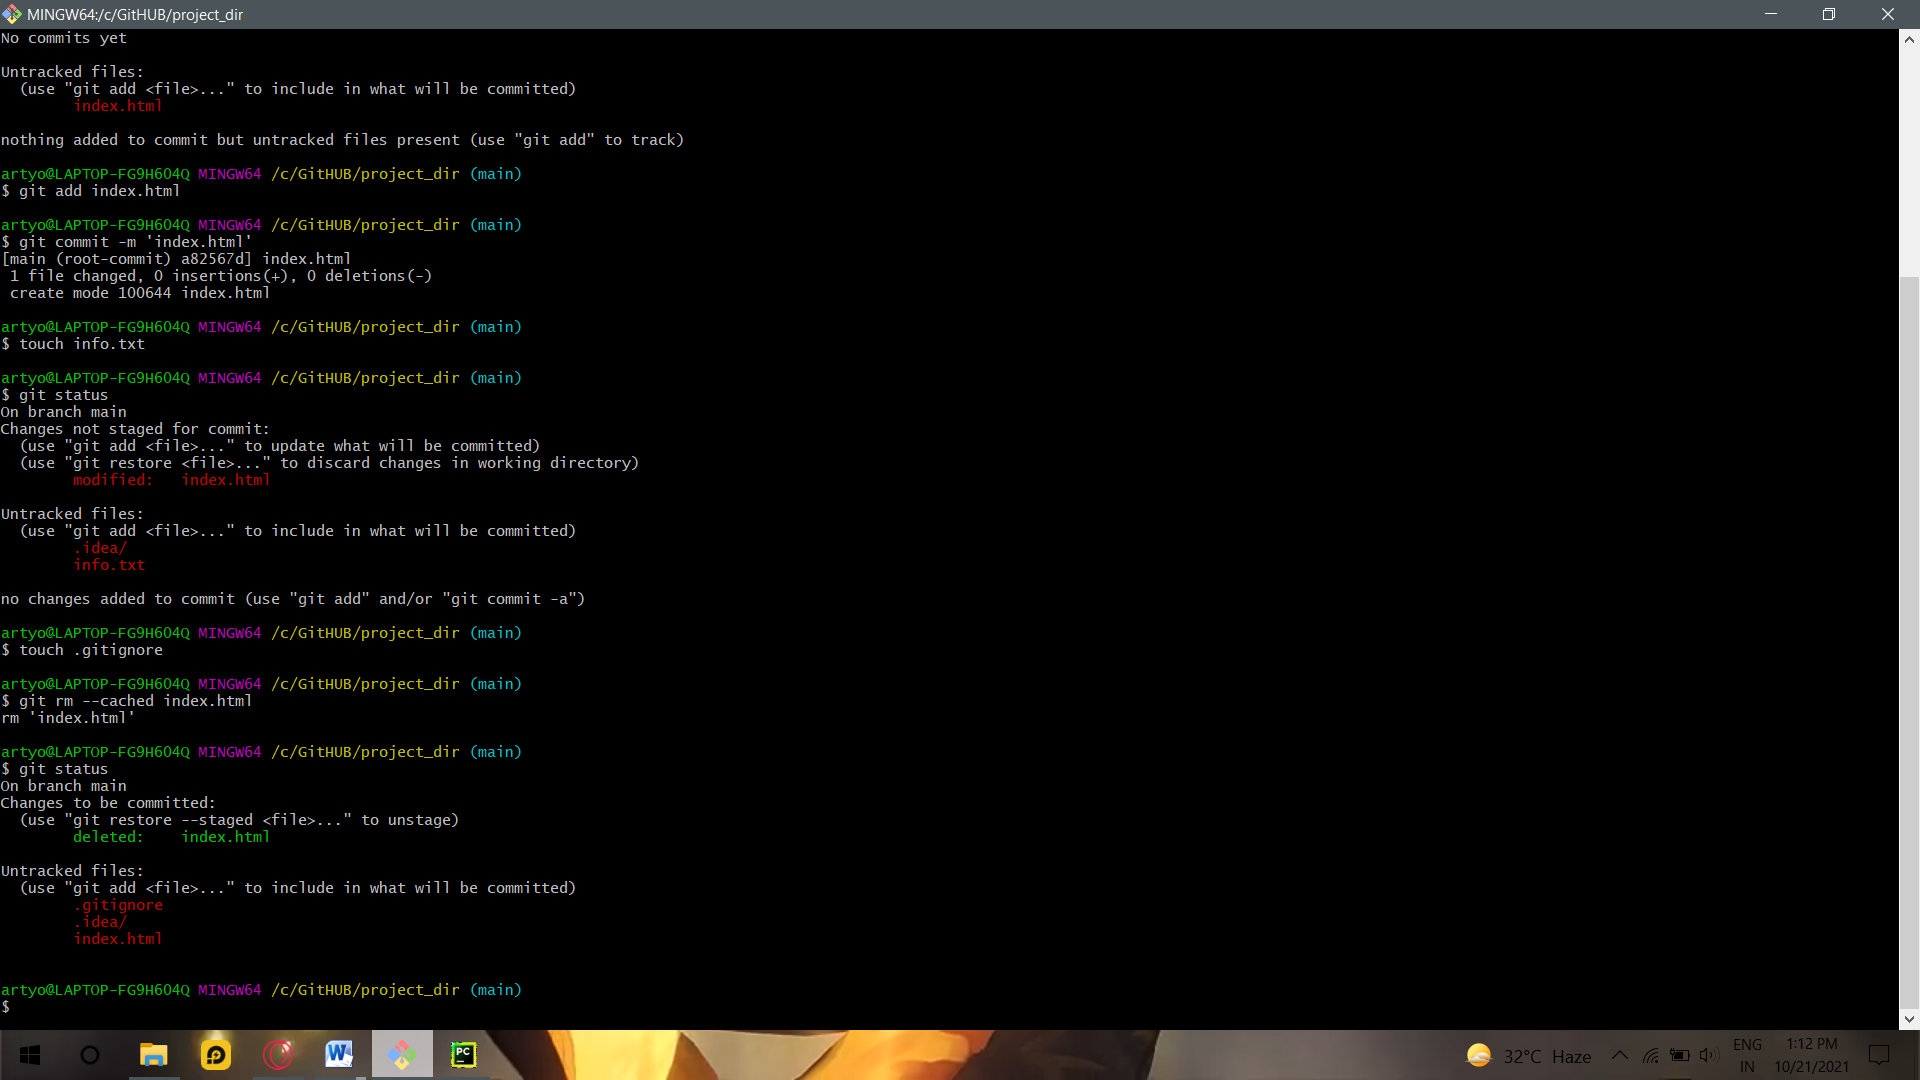 MINGW64:/c/GitHUB/project_dir
No commits yet
Untracked files:
  (use "git add <file>..." to include in what will be committed)
        index.html
nothing added to commit but untracked files present (use "git add" to track)
artyo@LAPTOP-FG9H6O4Q MINGW64 /c/GitHUB/project_dir (main)
$ git add index.html
artyo@LAPTOP-FG9H6O4Q MINGW64 /c/GitHUB/project_dir (main)
$ git commit -m 'index.html'
[main (root-commit) a82567d] index.html
 1 file changed, 0 insertions(+), 0 deletions(-)
 create mode 100644 index.html
artyo@LAPTOP-FG9H6O4Q MINGW64 /c/GitHUB/project_dir (main)
$ touch info.txt
artyo@LAPTOP-FG9H6O4Q MINGW64 /c/GitHUB/project_dir (main)
$ git status
On branch main
Changes not staged for commit:
  (use "git add <file>..." to update what will be committed)
  (use "git restore <file>..." to discard changes in working directory)
        modified:   index.html
Untracked files:
  (use "git add <file>..." to include in what will be committed)
        .idea/
        info.txt
no changes added to commit (use "git add" and/or "git commit -a")
artyo@LAPTOP-FG9H6O4Q MINGW64 /c/GitHUB/project_dir (main)
$ touch .gitignore
artyo@LAPTOP-FG9H6O4Q MINGW64 /c/GitHUB/project_dir (main)
$ git rm --cached index.html
rm 'index.html'
artyo@LAPTOP-FG9H6O4Q MINGW64 /c/GitHUB/project_dir (main)
$ git status
On branch main
Changes to be committed:
  (use "git restore --staged <file>..." to unstage)
        deleted:    index.html
Untracked files:
  (use "git add <file>..." to include in what will be committed)
        .gitignore
        .idea/
        index.html
artyo@LAPTOP-FG9H6O4Q MINGW64 /c/GitHUB/project_dir (main)
$
W
PC
32°C Haze
ENG
IN
1:12 PM
10/21/2021